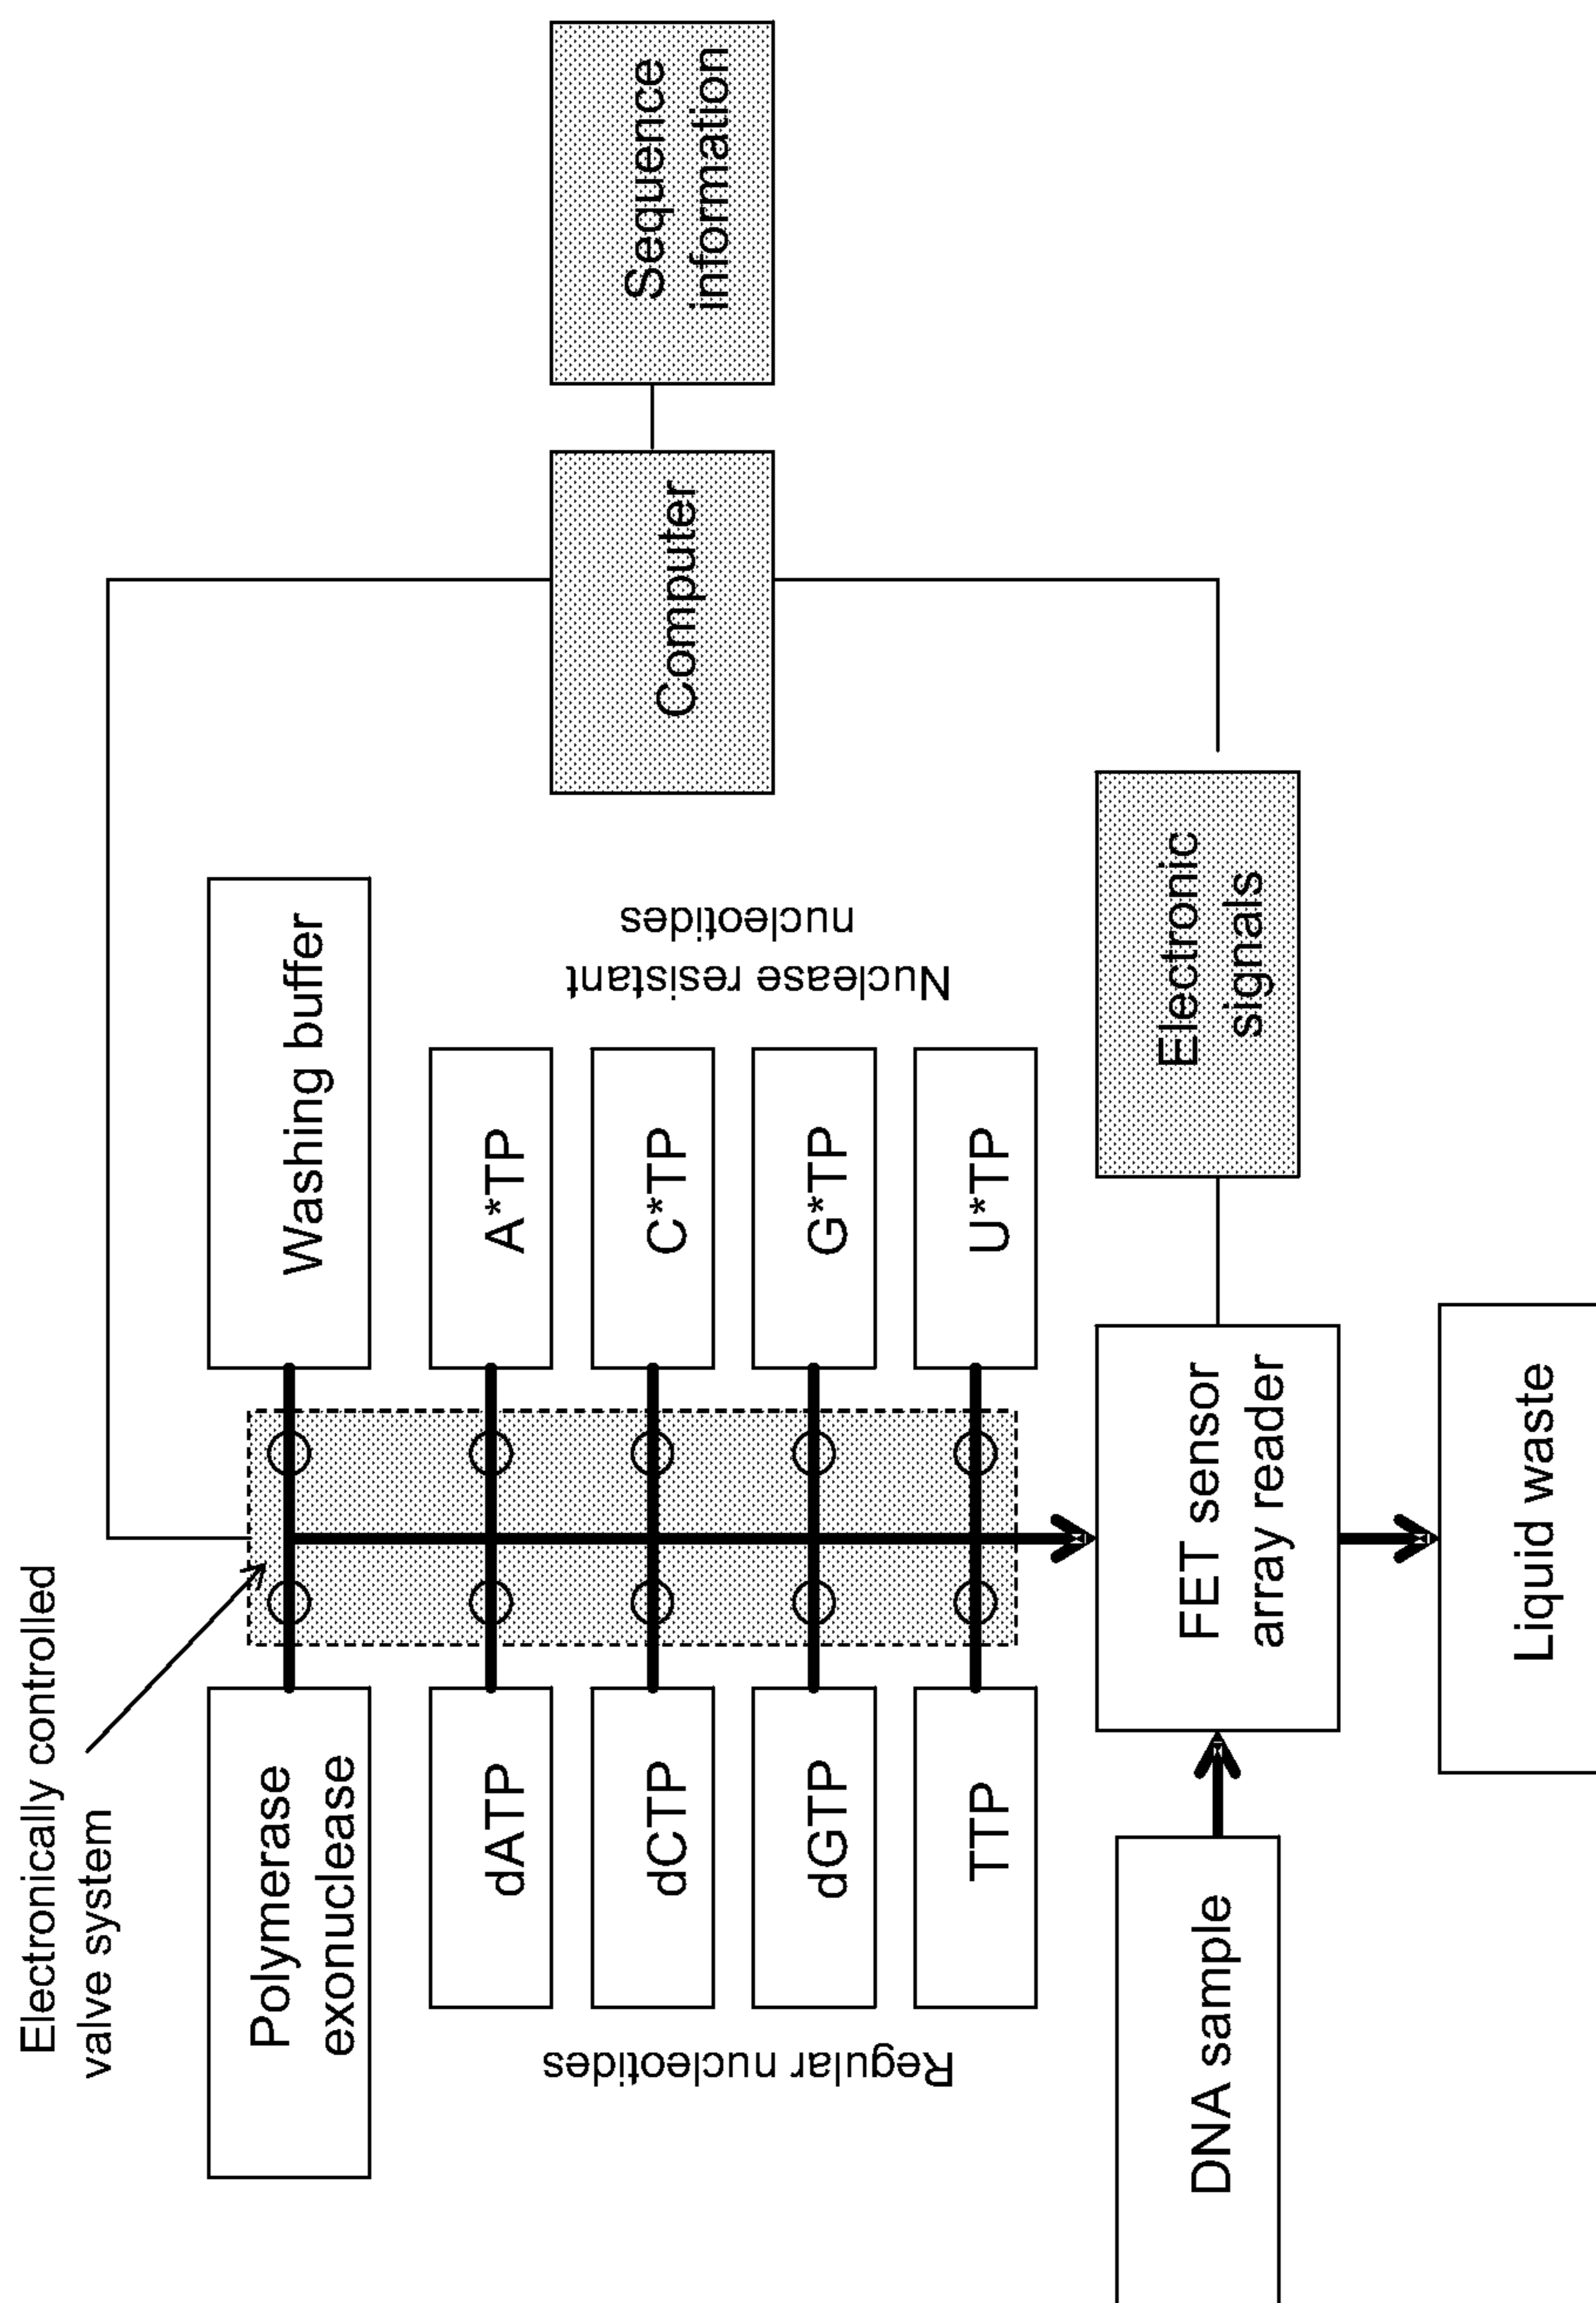 Electronically controlled
valve system
Polymerase
exonuclease
Washing buffer
Regular nucleotides
dATP
dCTP
dGTP
TTP
A*TP
C*TP
G*TP
U*TP
Nuclease resistant
nucleotides
Computer
Sequence
information
DNA sample
FET sensor
array reader
Electronic
signals
Liquid waste